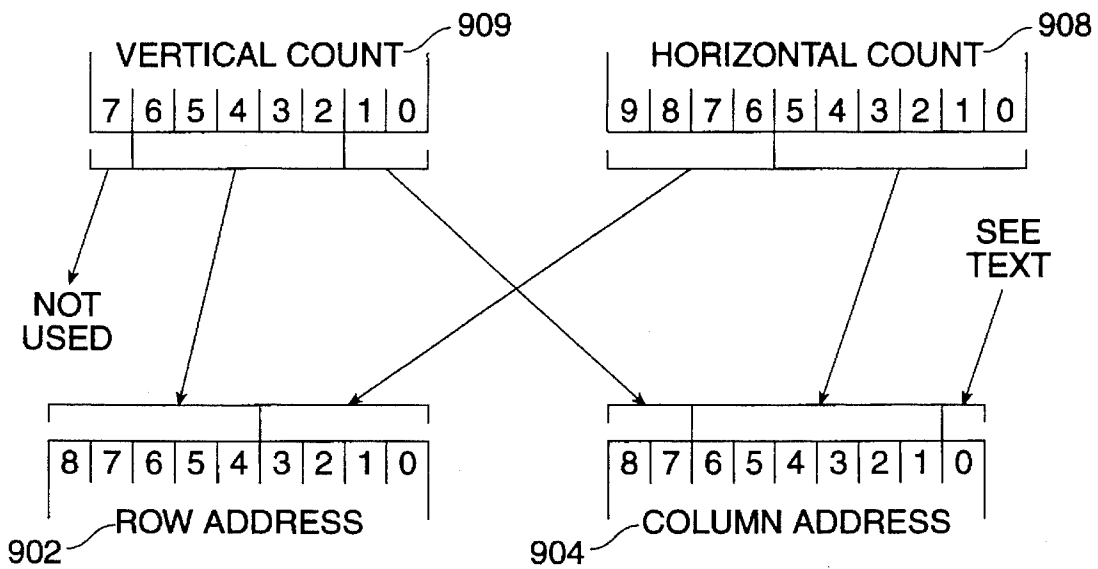 909
908
VERTICAL COUNT
HORIZONTAL COUNT
7 6 5 4 3 2 1 0
9 8 7 6 5 4 3 2 1 0
SEE
TEXT
NOT
USED
8 7 6 5 4 3 2 1 0
8 7 6 5 4 3 2 1 0
ROW ADDRESS
COLUMN ADDRESS
902
904